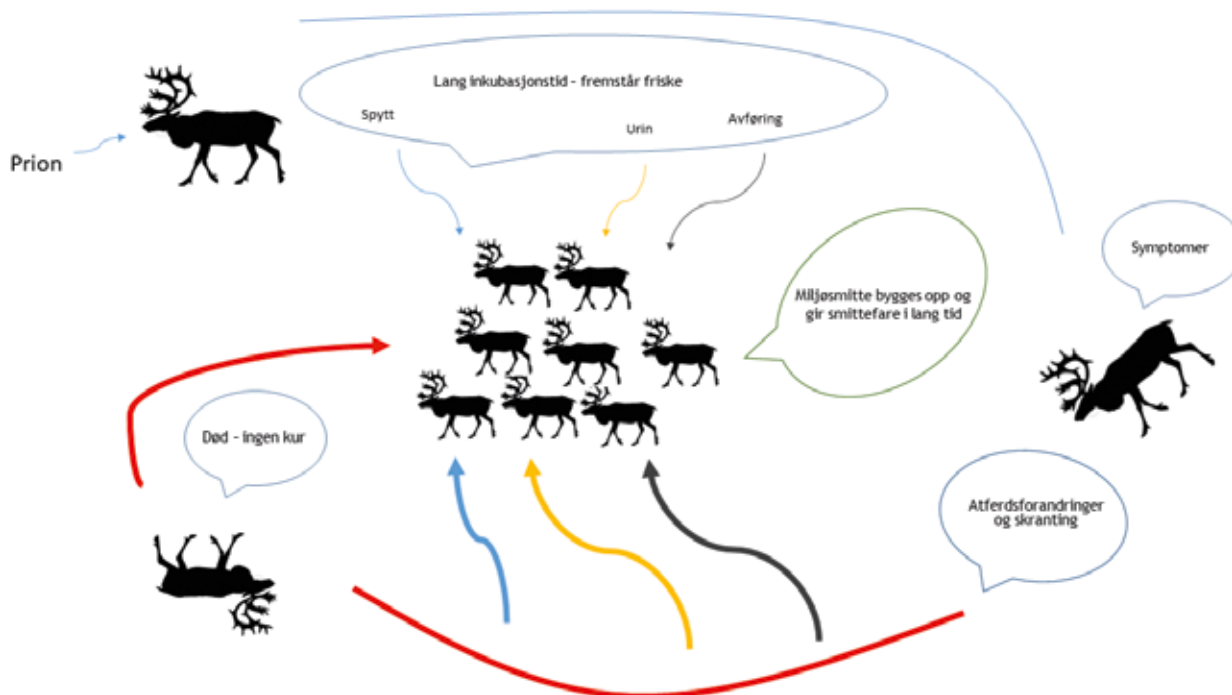 Lang inkubasjonstid – fremstår friske
Spytt
Urin
Avføring
Prion
Symptomer
Miljøsmitte bygges opp og
gir smittefare i lang tid
Død – ingen kur
Atferdsforandringer
og skranting